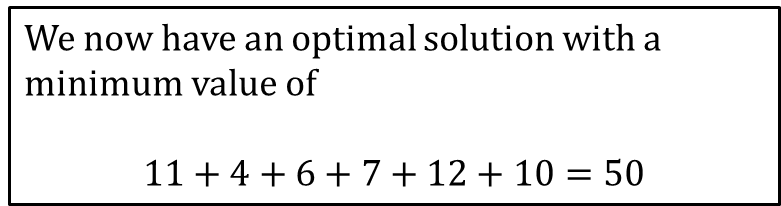 We now have an optimal solution with a
minimum value of
11 + 4 + 6 + 7 + 12 + 10 = 50